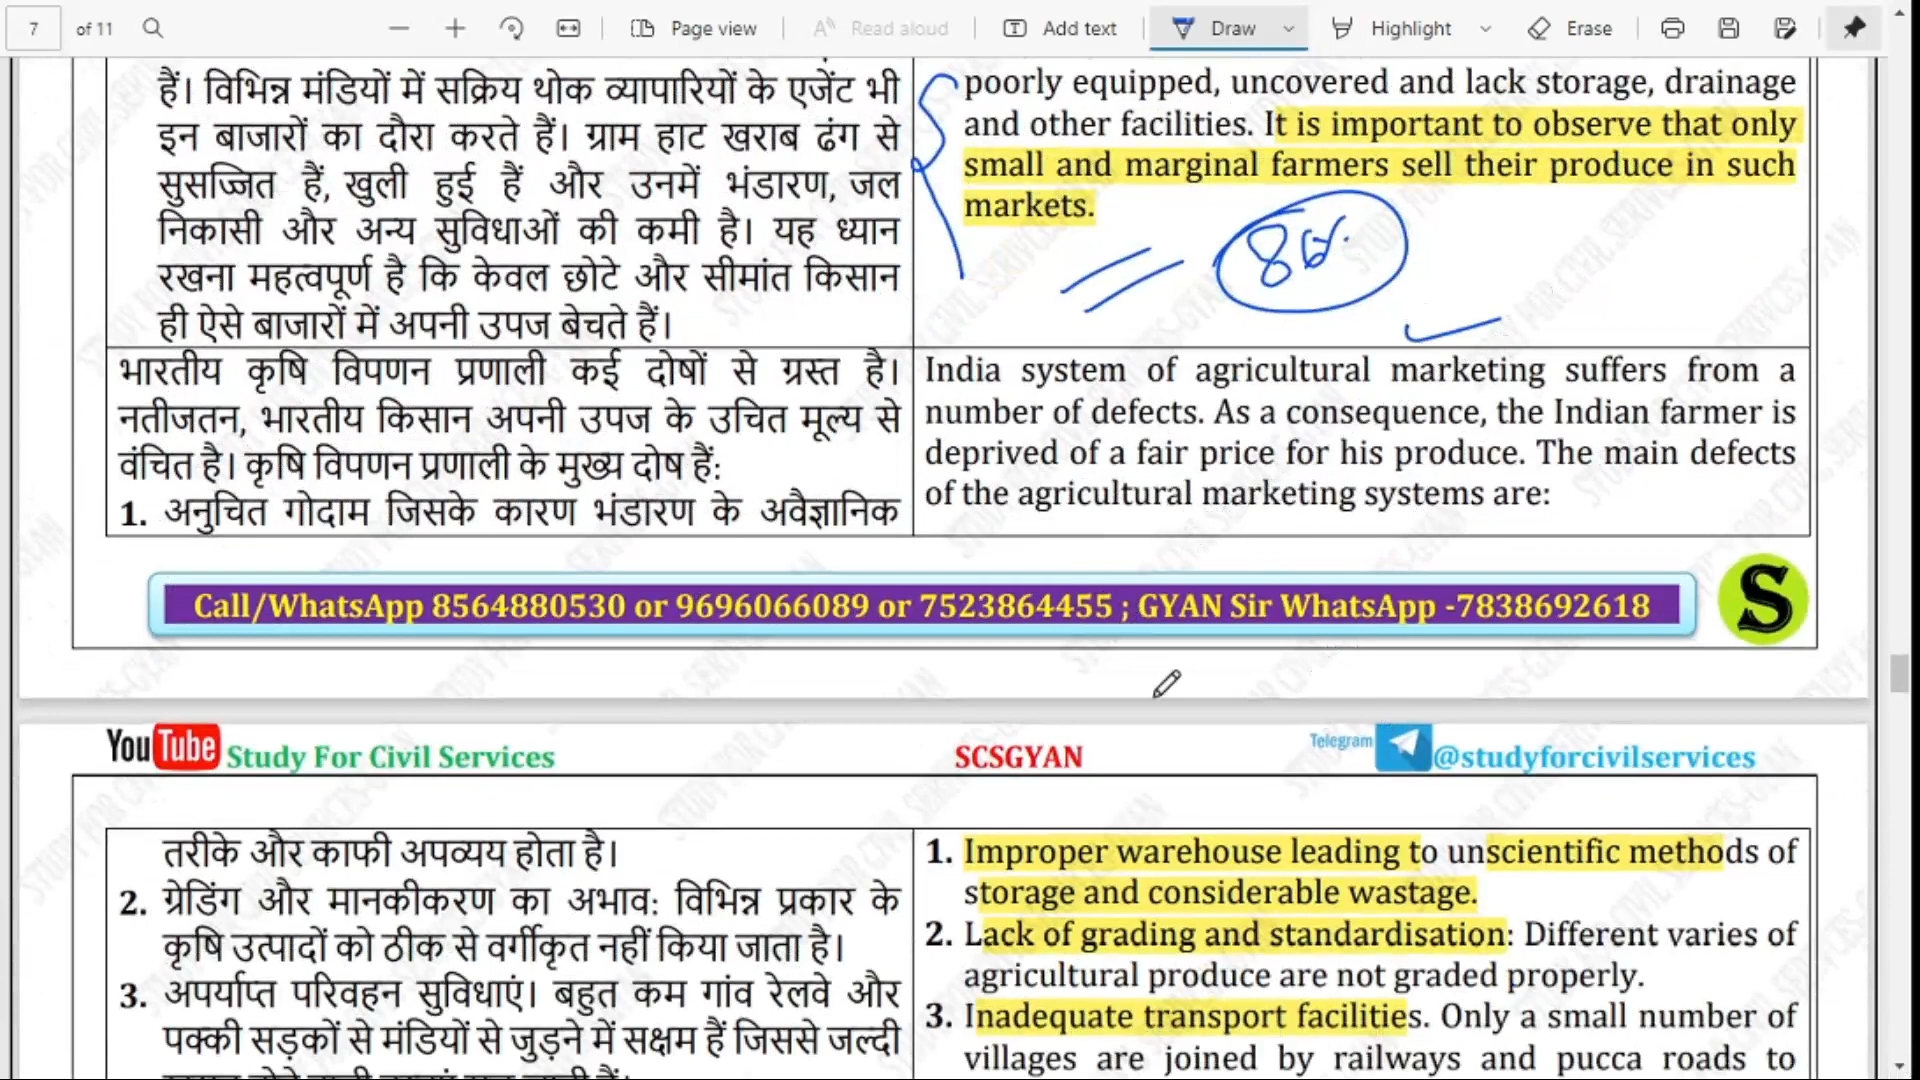 7 of 11 Page view Read aloud Add text Draw Highlight Erase
हैं। विभिन्न मंडियों में सक्रिय थोक व्यापारियों के एजेंट भी
इन बाजारों का दौरा करते हैं। ग्राम हाट खराब ढंग से
सुसज्जित हैं, खुली हुई हैं और उनमें भंडारण, जल
निकासी और अन्य सुविधाओं की कमी है। यह ध्यान
रखना महत्वपूर्ण है कि केवल छोटे और सीमांत किसान
ही ऐसे बाजारों में अपनी उपज बेचते हैं।
poorly equipped, uncovered and lack storage, drainage
and other facilities. It is important to observe that only
small and marginal farmers sell their produce in such
markets.
भारतीय कृषि विपणन प्रणाली कई दोषों से ग्रस्त है।
नतीजतन, भारतीय किसान अपनी उपज के उचित मूल्य से
वंचित है। कृषि विपणन प्रणाली के मुख्य दोष हैं:
1. अनुचित गोदाम जिसके कारण भंडारण के अवैज्ञानिक
India system of agricultural marketing suffers from a
number of defects. As a consequence, the Indian farmer is
deprived of a fair price for his produce. The main defects
of the agricultural marketing systems are:
Call/WhatsApp 8564880530 or 9696066089 or 7523864455 ; GYAN Sir WhatsApp -7838692618
S
YouTube Study For Civil Services SCSGYAN Telegram @studyforcivilservices
तरीके और काफी अपव्यय होता है।
2. ग्रेडिंग और मानकीकरण का अभाव: विभिन्न प्रकार के
कृषि उत्पादों को ठीक से वर्गीकृत नहीं किया जाता है।
3. अपर्याप्त परिवहन सुविधाएं। बहुत कम गांव रेलवे और
पक्की सड़कों से मंडियों से जुड़ने में सक्षम हैं जिससे जल्दी
1. Improper warehouse leading to unscientific methods of
storage and considerable wastage.
2. Lack of grading and standardisation: Different varies of
agricultural produce are not graded properly.
3. Inadequate transport facilities. Only a small number of
villages are joined by railways and pucca roads to